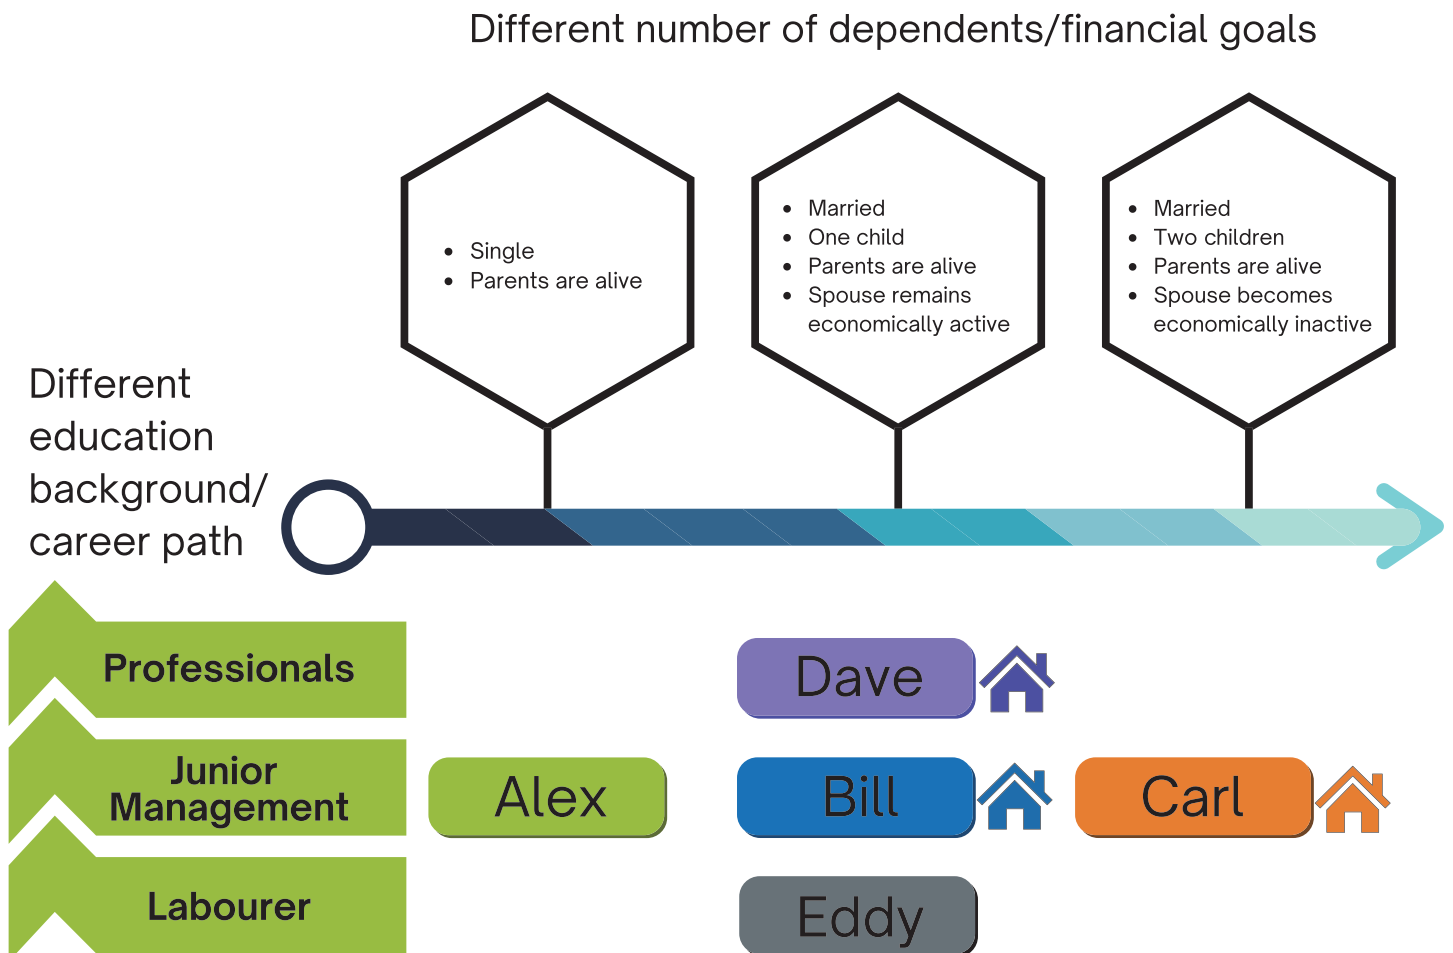 Different number of dependents/financial goals
• Single
• Parents are alive
• Married
• One child
• Parents are alive
• Spouse remains
economically active
• Married
• Two children
• Parents are alive
• Spouse becomes
economically inactive
Different
education
background/
career path
Professionals
Dave
Junior
Management
Alex
Bill
Carl
Labourer
Eddy